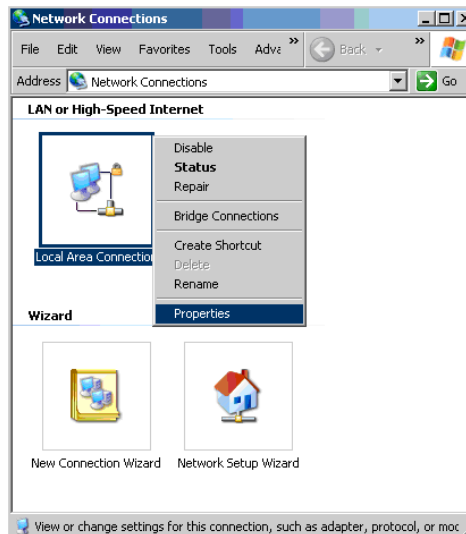 Network Connections
File Edit View Favorites Tools Adva » Back »
Address Network Connections Go
LAN or High-Speed Internet
Disable
Status
Repair
Bridge Connections
Create Shortcut
Local Area Connection
Delete
Rename
Wizard
Properties
New Connection Wizard Network Setup Wizard
View or change settings for this connection, such as adapter, protocol, or moc